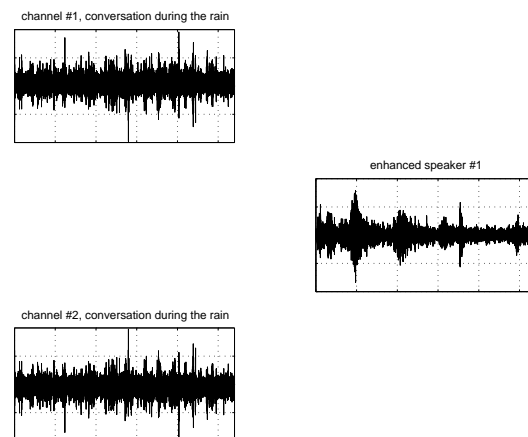 channel #1, conversation during the rain
enhanced speaker #1
channel #2, conversation during the rain